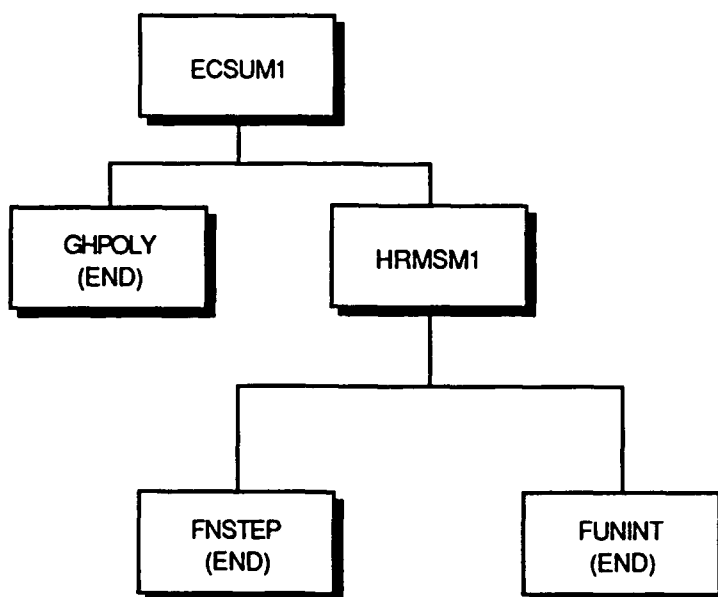 ECSUM1
GHPOLY
(END)
HRMSM1
FNSTEP
(END)
FUNINT
(END)